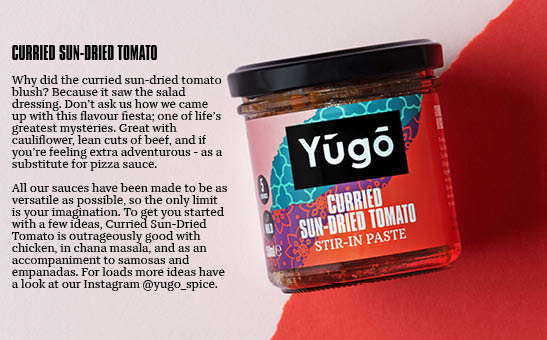 CURRIED SUN-DRIED TOMATO
Why did the curried sun-dried tomato
blush? Because it saw the salad
dressing. Don't ask us how we came
up with this flavour fiesta; one of life's
greatest mysteries. Great with
cauliflower, lean cuts of beef, and if
you're feeling extra adventurous - as a
substitute for pizza sauce.
All our sauces have been made to be as
versatile as possible, so the only limit
is your imagination. To get you started
with a few ideas, Curried Sun-Dried
Tomato is outrageously good with
chicken, in chana masala, and as an
accompaniment to samosas and
empanadas. For loads more ideas have
a look at our Instagram @yugo_spice.
Yūgō
CURRIED
SUN-DRIED TOMATO
STIR-IN PASTE
5